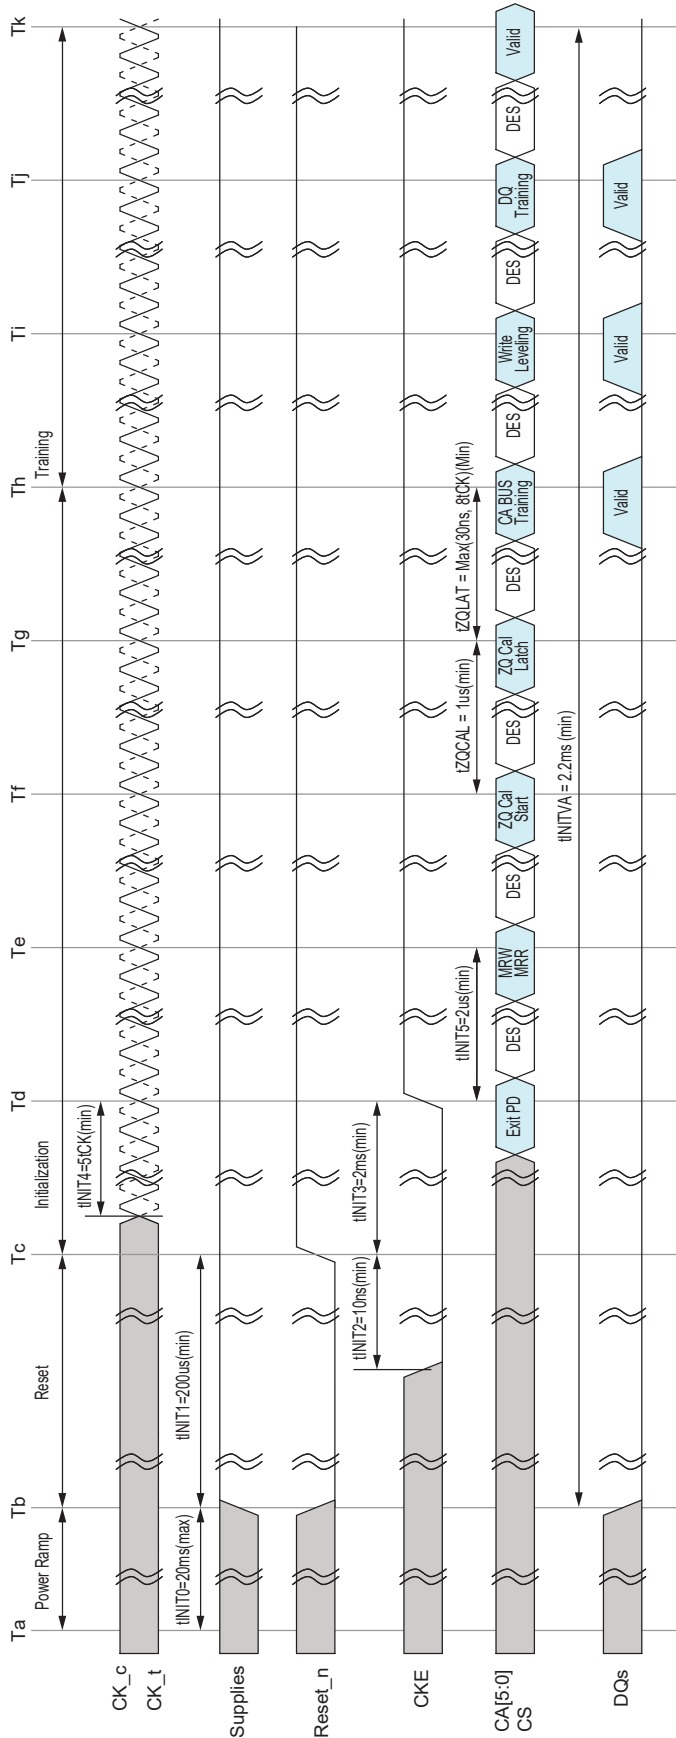 Ta Tb Tc Td Te Tf Tg Th Ti Tj Tk
Power Ramp Reset Initialization Training
tINIT4=5tCK(min)
CK_c
CK_t
tINIT0=20ms(max) tINIT1=200us(min)
Supplies
Reset_n
tINIT2=10ns(min) tINIT3=2ms(min)
CKE
tINIT5=2us(min) tZQCAL = 1us(min) tZQLAT = Max(30ns, 8tCK)(Min)
CA[5:0]
CS
Exit PD DES MRW MRR DES ZQ Cal Start DES ZQ Cal Latch DES CA BUS Training DES Write Leveling DES DQ Training DES Valid
tINITVA = 2.2ms (min)
DQs
Valid Valid Valid